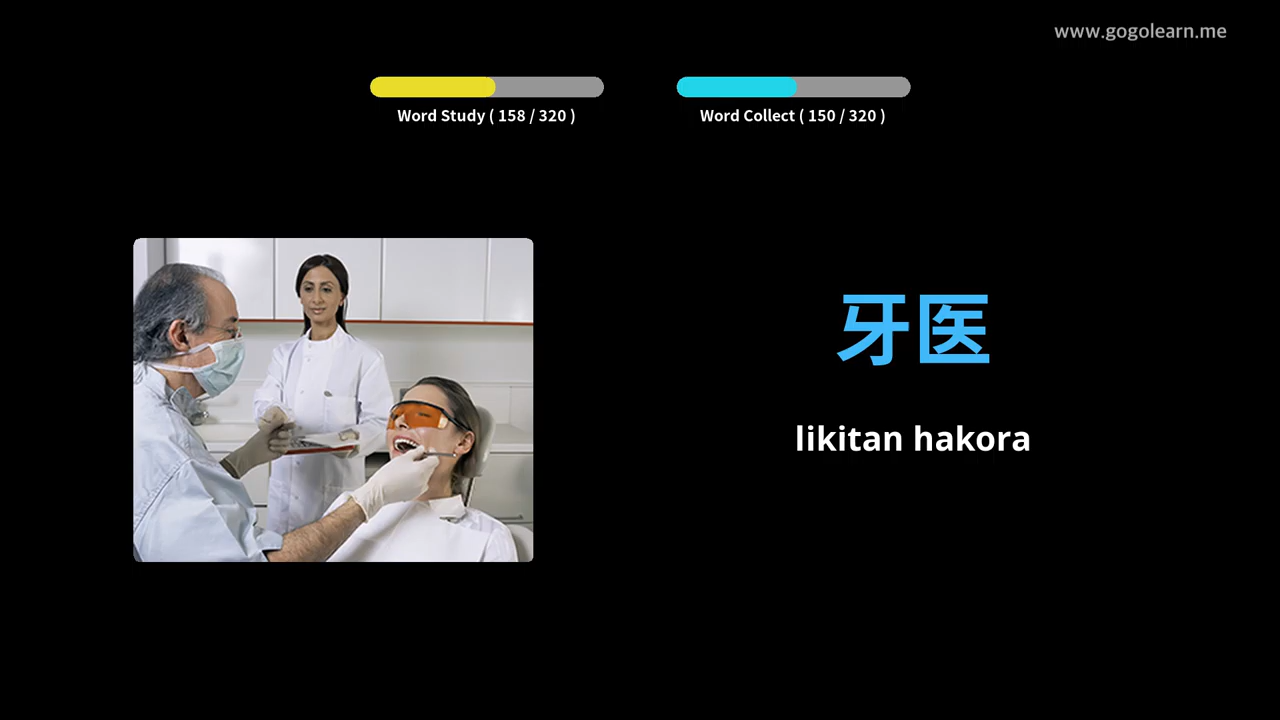 www.gogolearn.me
Word Study ( 158 / 320 )
Word Collect ( 150 / 320 )
牙医
likitan hakora